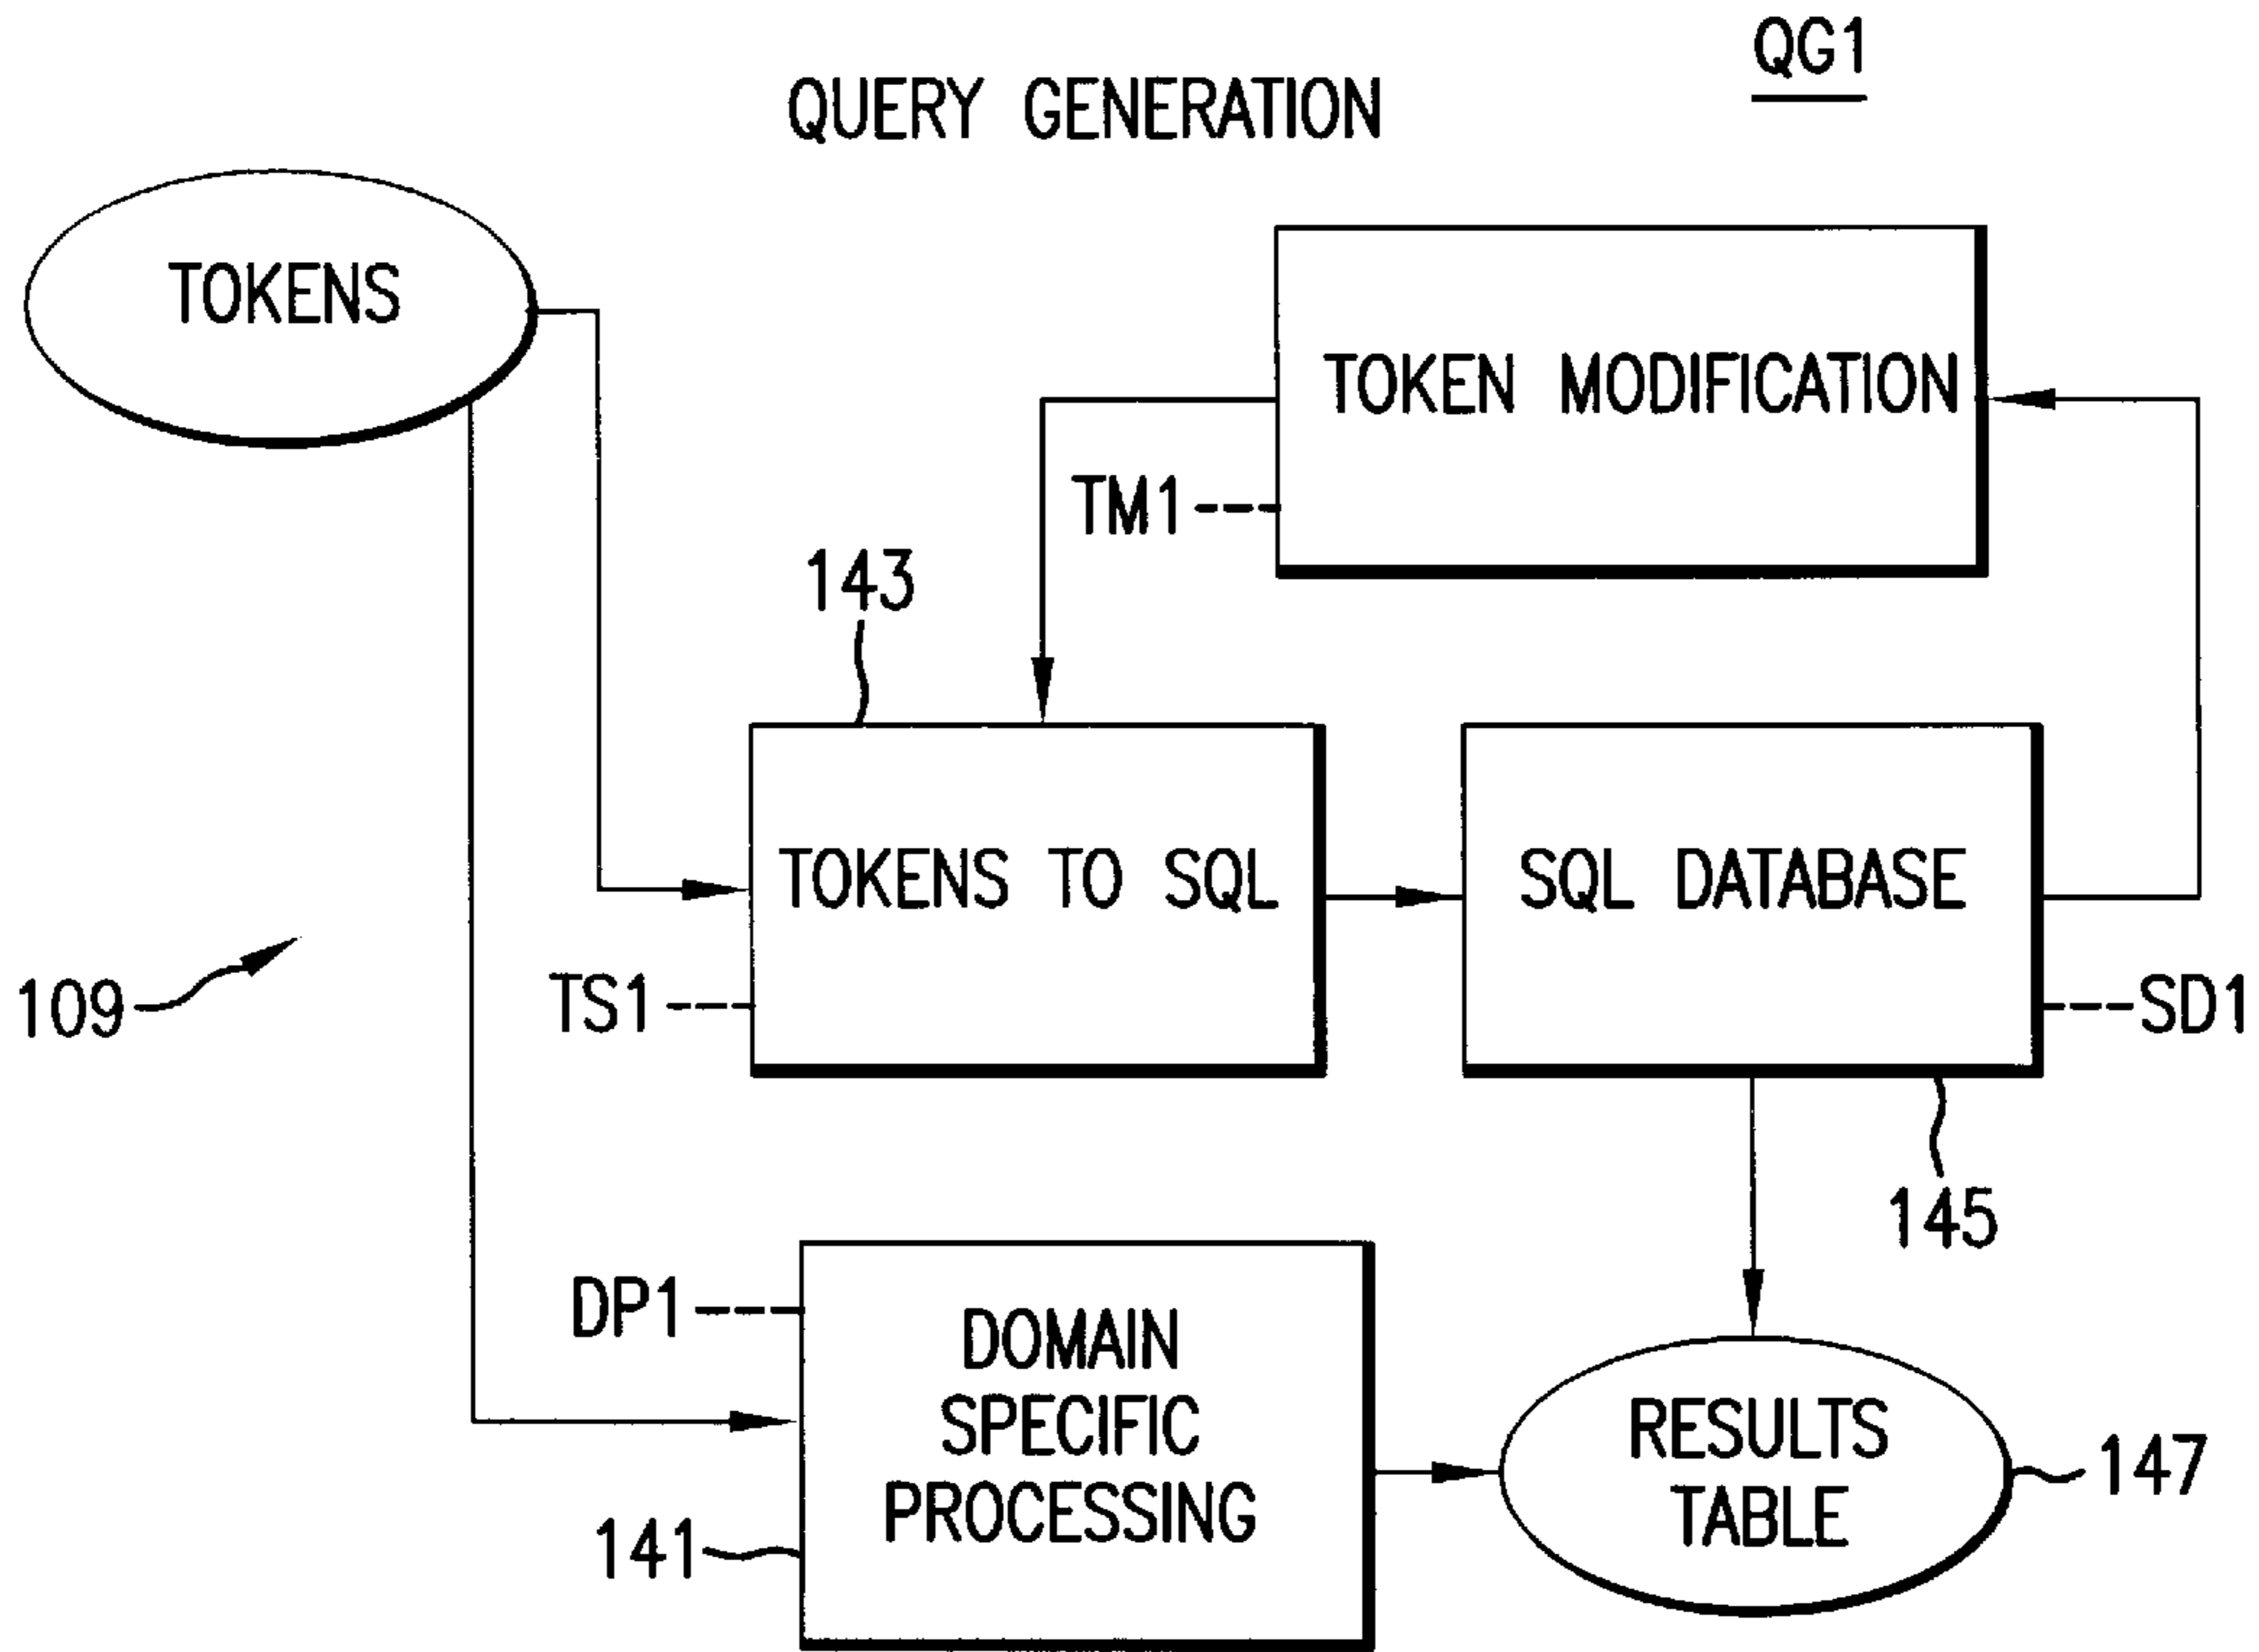 QG1
QUERY GENERATION
TOKENS
TOKEN MODIFICATION
TM1
143
TOKENS TO SQL
SQL DATABASE
109
TS1
SD1
145
DP1
DOMAIN
SPECIFIC
PROCESSING
RESULTS
TABLE
147
141